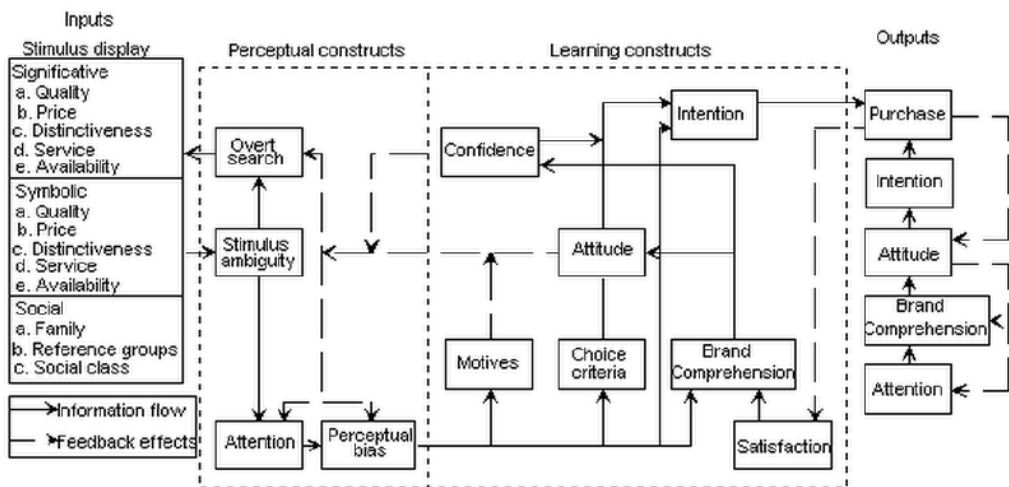 Inputs
Stimulus display
Significative
a. Quality
b. Price
c. Distinctiveness
d. Service
e. Availability
Symbolic
a. Quality
b. Price
c. Distinctiveness
d. Service
e. Availability
Social
a. Family
b. Reference groups
c. Social class
Information flow
Feedback effects
Perceptual constructs
Overt
search
Stimulus
ambiguity
Attention
Perceptual
bias
Learning constructs
Confidence
Intention
Attitude
Motives
Choice
criteria
Brand
Comprehension
Satisfaction
Outputs
Purchase
Intention
Attitude
Brand
Comprehension
Attention